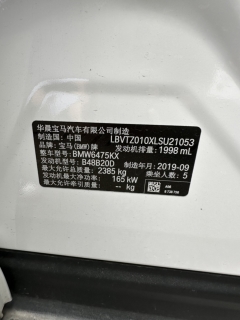 华晨宝马汽车有限公司制造
制造国：中国 LBVTZ010XLSU21053
发动机排量：1998 mL
品牌：宝马(BMW)牌
整车型号：BMW6475KX
发动机型号：B48B20D 制造年月：2019-09
最大允许总质量：2385 kg 乘坐人数：5
发动机最大净功率：165 kW
最大允许牵引质量： kg